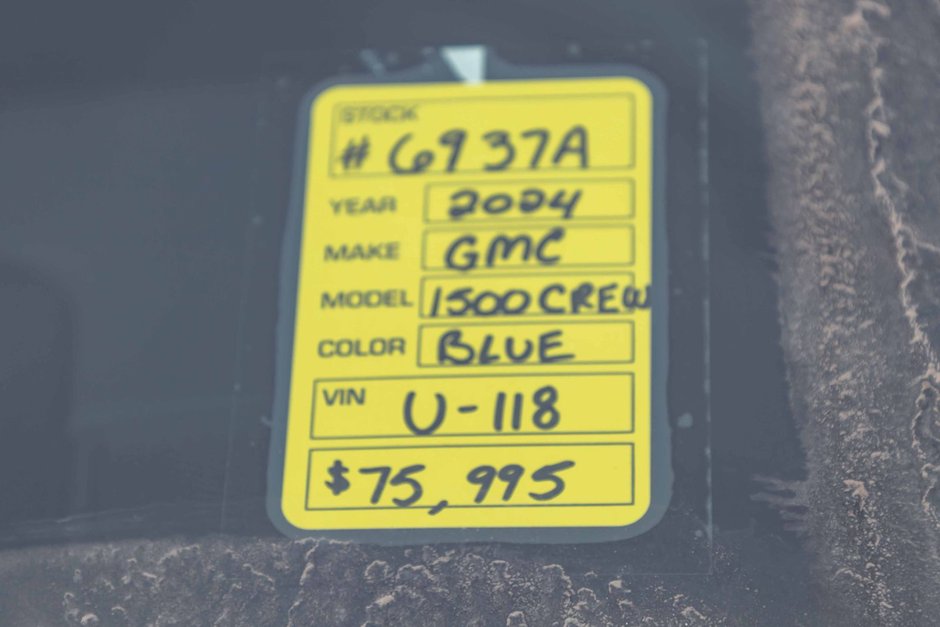 STOCK
# 6937A
YEAR 2024
MAKE GMC
MODEL 1500 CREW
COLOR BLUE
VIN U-118
$75,995